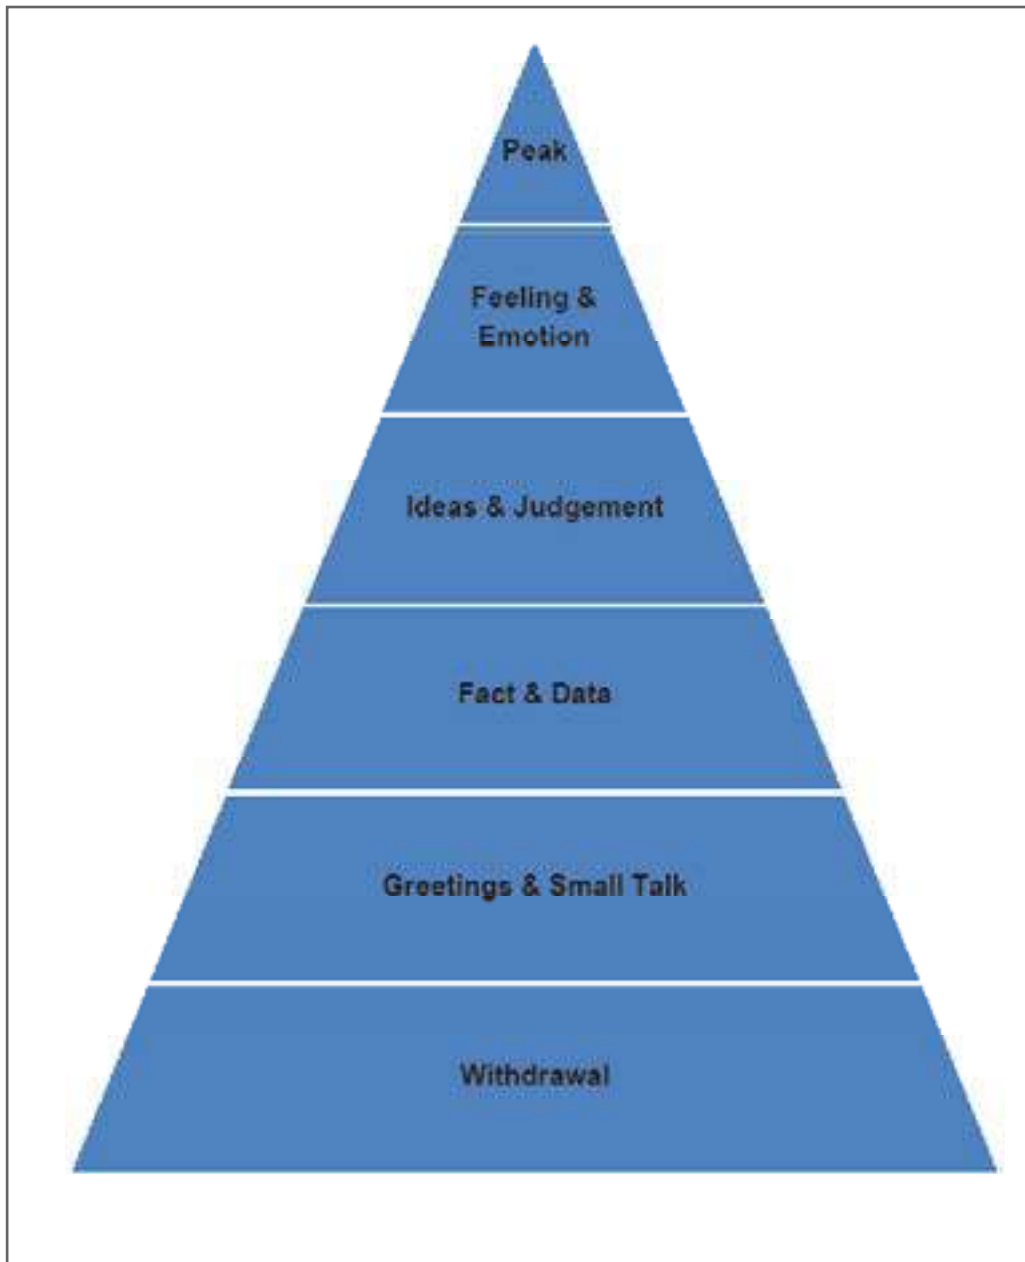 Peak
Feeling &
Emotion
Ideas & Judgement
Fact & Data
Greetings & Small Talk
Withdrawal